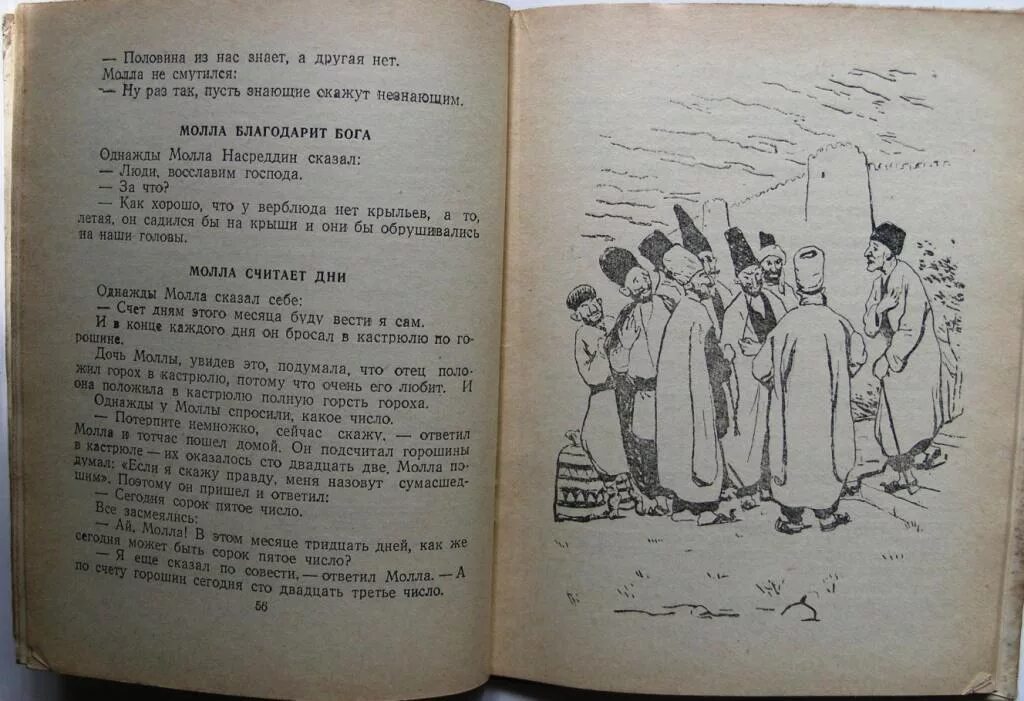 — Половина из нас знает, а другая нет.
Молла не смутился:
— Ну раз так, пусть знающие скажут незнающим.
МОЛЛА БЛАГОДАРИТ БОГА
Однажды Молла Насреддин сказал:
— Люди, восславим господа.
— За что?
— Как хорошо, что у верблюда нет крыльев, а то,
летая, он садился бы на крыши и они бы обрушивались
на наши головы.
МОЛЛА СЧИТАЕТ ДНИ
Однажды Молла сказал себе:
— Счет дням этого месяца буду вести я сам.
И в конце каждого дня он бросал в кастрюлю по го-
рошине.
Дочь Моллы, увидев это, подумала, что отец поло-
жил горох в кастрюлю, потому что очень его любит. И
она положила в кастрюлю полную горсть гороха.
Однажды у Моллы спросили, какое число.
— Потерпите немножко, сейчас скажу, — ответил
Молла и тотчас пошел домой. Он подсчитал горошины
в кастрюле — их оказалось сто двадцать две. Молла по-
думал: «Если я скажу правду, меня назовут сумасшед-
шим». Поэтому он пришел и ответил:
— Сегодня сорок пятое число.
Все засмеялись:
— Ай, Молла! В этом месяце тридцать дней, как же
сегодня может быть сорок пятое число?
— Я еще сказал по совести, — ответил Молла. — А
по счету горошин сегодня сто двадцать третье число.
56